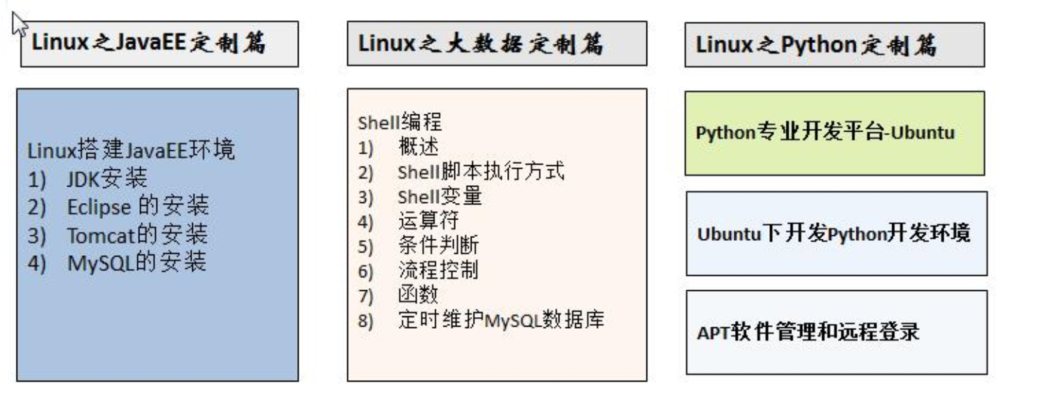 Linux之JavaEE定制篇
Linux搭建JavaEE环境
1) JDK安装
2) Eclipse 的安装
3) Tomcat的安装
4) MySQL的安装
Linux之大数据定制篇
Shell编程
1) 概述
2) Shell脚本执行方式
3) Shell变量
4) 运算符
5) 条件判断
6) 流程控制
7) 函数
8) 定时维护MySQL数据库
Linux之Python定制篇
Python专业开发平台-Ubuntu
Ubuntu下开发Python开发环境
APT软件管理和远程登录